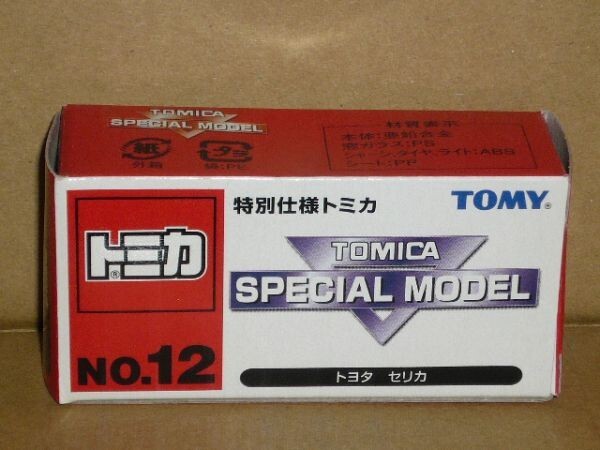 TOMICA
SPECIAL MODEL
紙
外箱
プラ
袋:PP
材質表示
本体:亜鉛合金
窓ガラス:PS
シャーシ、タイヤ、ライト:ABS
シート:PP
特別仕様トミカ
TOMY®
トミカ®
TOMICA
SPECIAL MODEL
NO.12
トヨタ セリカ